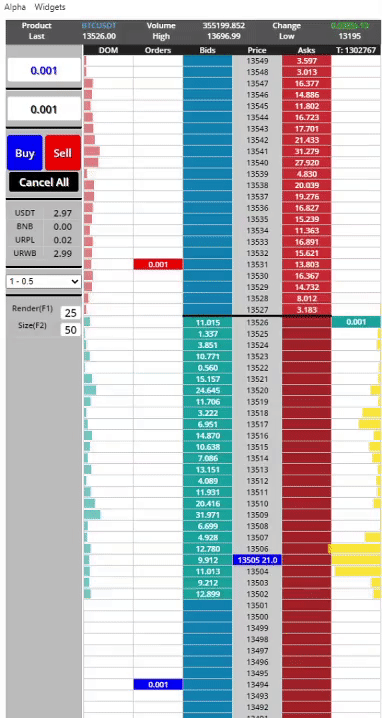 Alpha Widgets
Product BTCUSDT Volume 355199.852 Change
Last 13526.00 High 13696.99 Low 13195
DOM Orders Bids Price Asks T: 1302767
13549 3.597
0.001 13548 3.013
13547 16.377
13546 14.886
0.001 13545 11.802
13544 16.723
13543 17.701
13542 21.433
Buy Sell 13541 31.279
13540 27.920
13539 4.830
Cancel All 13538 20.039
13537 19.276
13536 16.827
USDT 2.97 13535 15.239
BNB 0.00 13534 11.363
URPL 0.02 13533 16.891
URWB 2.99 13532 15.621
0.001 13531 13.803
1 - 0.5 13530 16.367
13529 14.732
13528 8.012
Render(F1) 25 13527 3.183
Size(F2) 50 11.015 13526 0.001
1.337 13525
3.851 13524
10.771 13523
0.560 13522
15.157 13521
24.645 13520
11.706 13519
3.222 13518
6.951 13517
14.870 13516
10.638 13515
7.086 13514
13.151 13513
4.089 13512
11.931 13511
20.416 13510
31.971 13509
6.699 13508
4.928 13507
12.780 13506
9.912 13505 21.0
11.013 13504
9.212 13503
12.899 13502
13501
13500
13499
13498
13497
13496
13495
0.001 13494
13493
13492